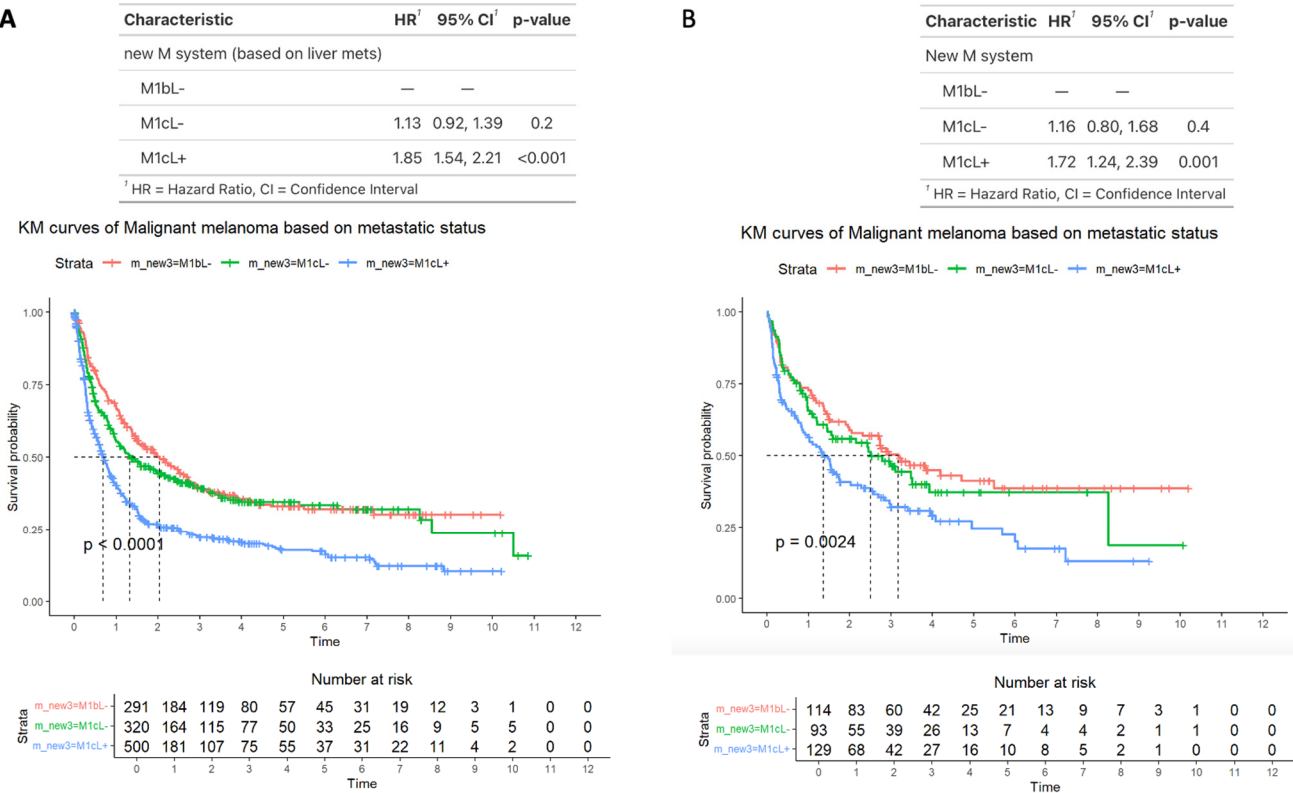 A
Characteristic HR¹ 95% CI¹ p-value
new M system (based on liver mets)
M1bL- — —
M1cL- 1.13 0.92, 1.39 0.2
M1cL+ 1.85 1.54, 2.21 <0.001
¹ HR = Hazard Ratio, CI = Confidence Interval
KM curves of Malignant melanoma based on metastatic status
Strata m_new3=M1bL- m_new3=M1cL- m_new3=M1cL+
Survival probability
1.00
0.75
0.50
0.25
0.00
p < 0.0001
0 1 2 3 4 5 6 7 8 9 10 11 12
Time
Number at risk
Strata
m_new3=M1bL- 291 184 119 80 57 45 31 19 12 3 1 0 0
m_new3=M1cL- 320 164 115 77 50 33 25 16 9 5 5 0 0
m_new3=M1cL+ 500 181 107 75 55 37 31 22 11 4 2 0 0
0 1 2 3 4 5 6 7 8 9 10 11 12
Time
B
Characteristic HR¹ 95% CI¹ p-value
New M system
M1bL- — —
M1cL- 1.16 0.80, 1.68 0.4
M1cL+ 1.72 1.24, 2.39 0.001
¹ HR = Hazard Ratio, CI = Confidence Interval
KM curves of Malignant melanoma based on metastatic status
Strata m_new3=M1bL- m_new3=M1cL- m_new3=M1cL+
Survival probability
1.00
0.75
0.50
0.25
0.00
p = 0.0024
0 1 2 3 4 5 6 7 8 9 10 11 12
Time
Number at risk
Strata
m_new3=M1bL- 114 83 60 42 25 21 13 9 7 3 1 0 0
m_new3=M1cL- 93 55 39 26 13 7 4 4 2 1 1 0 0
m_new3=M1cL+ 129 68 42 27 16 10 8 5 2 1 0 0 0
0 1 2 3 4 5 6 7 8 9 10 11 12
Time